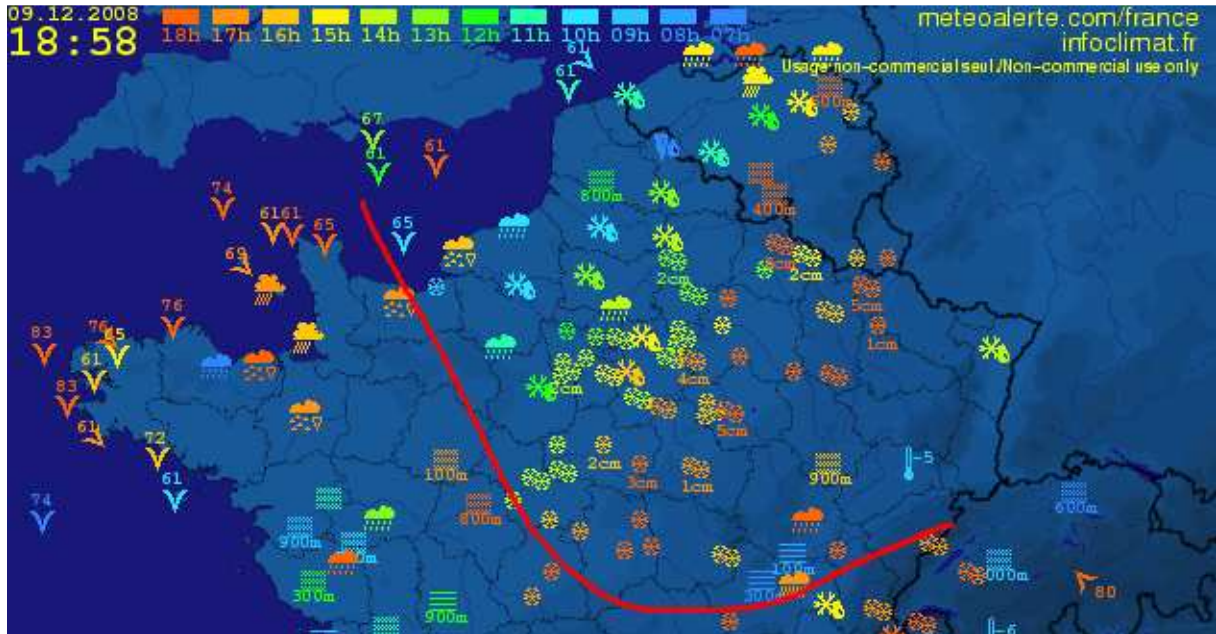 09.12.2008
18:58
18h 17h 16h 15h 14h 13h 12h 11h 10h 09h 08h 07h
meteoalerte.com/france
infoclimat.fr
Usage non-commercial seul./Non-commercial use only
61
61
67
61
61
74
61 61
65
65
69
76
83
76
61
83
61
72
61
74
800m
400m
2cm
2cm
5cm
1cm
4cm
5cm
2cm
3cm
1cm
100m
800m
900m
-5
600m
900m
300m
900m
100m
80
-6